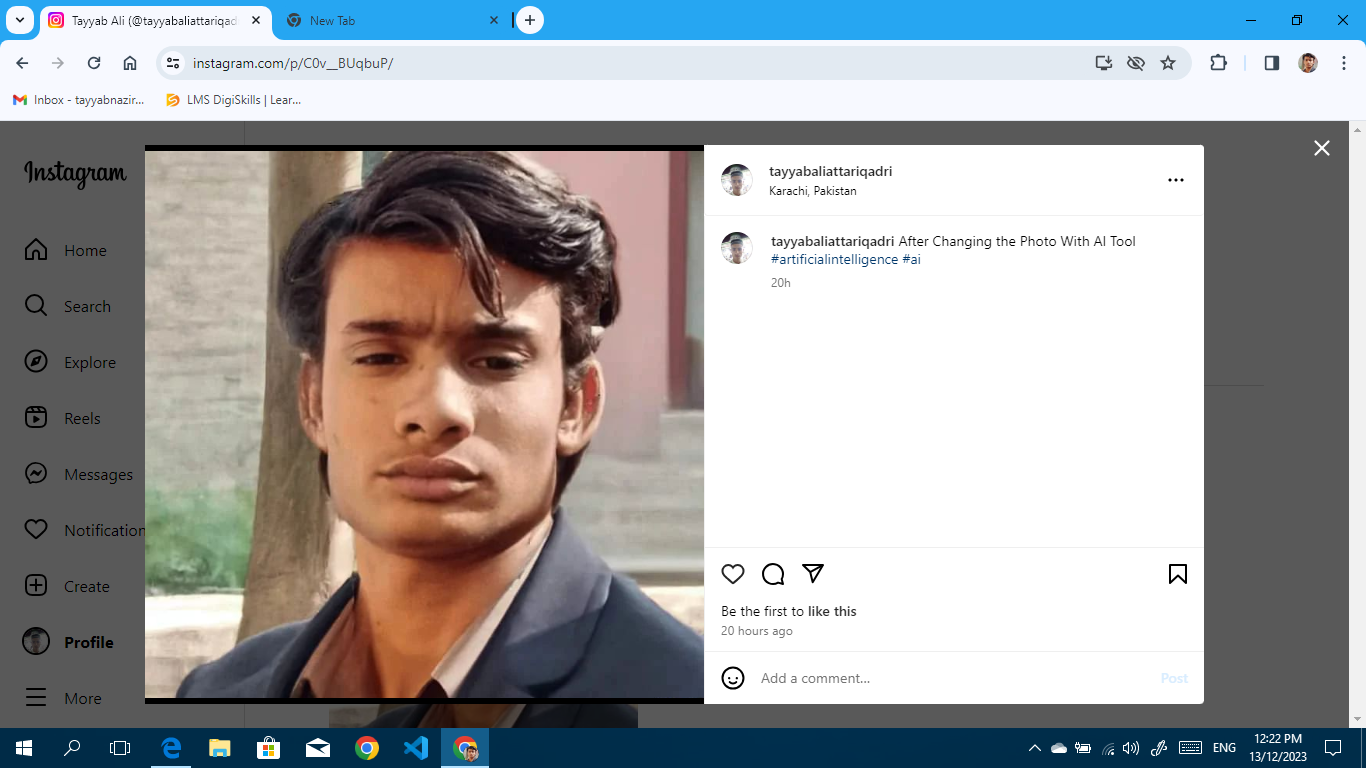 Tayyab Ali (@tayyabaliattariqad
New Tab
instagram.com/p/C0v__BUqbuP/
Inbox - tayyabnazir...
LMS DigiSkills | Lear...
Instagram
Home
Search
Explore
Reels
Messages
Notification
Create
Profile
More
tayyabaliattariqadri
Karachi, Pakistan
tayyabaliattariqadri After Changing the Photo With AI Tool
#artificialintelligence #ai
20h
Be the first to like this
20 hours ago
Add a comment...
Post
ENG
12:22 PM
13/12/2023